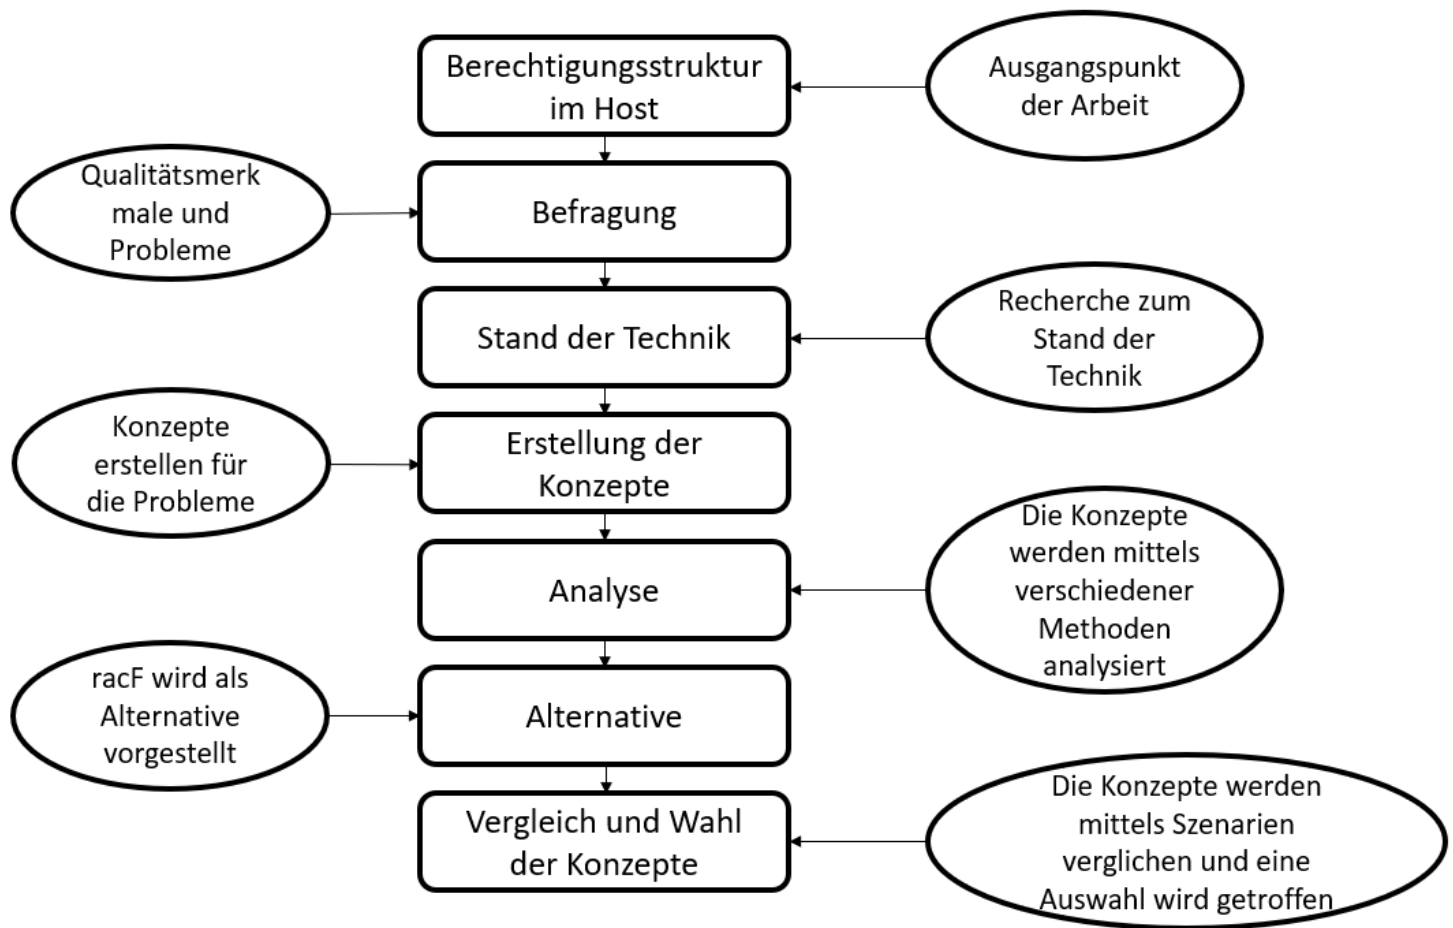 Berechtigungsstruktur
im Host
Ausgangspunkt
der Arbeit
Qualitätsmerk
male und
Probleme
Befragung
Stand der Technik
Recherche zum
Stand der
Technik
Konzepte
erstellen für
die Probleme
Erstellung der
Konzepte
Analyse
Die Konzepte
werden mittels
verschiedener
Methoden
analysiert
racF wird als
Alternative
vorgestellt
Alternative
Vergleich und Wahl
der Konzepte
Die Konzepte werden
mittels Szenarien
verglichen und eine
Auswahl wird getroffen